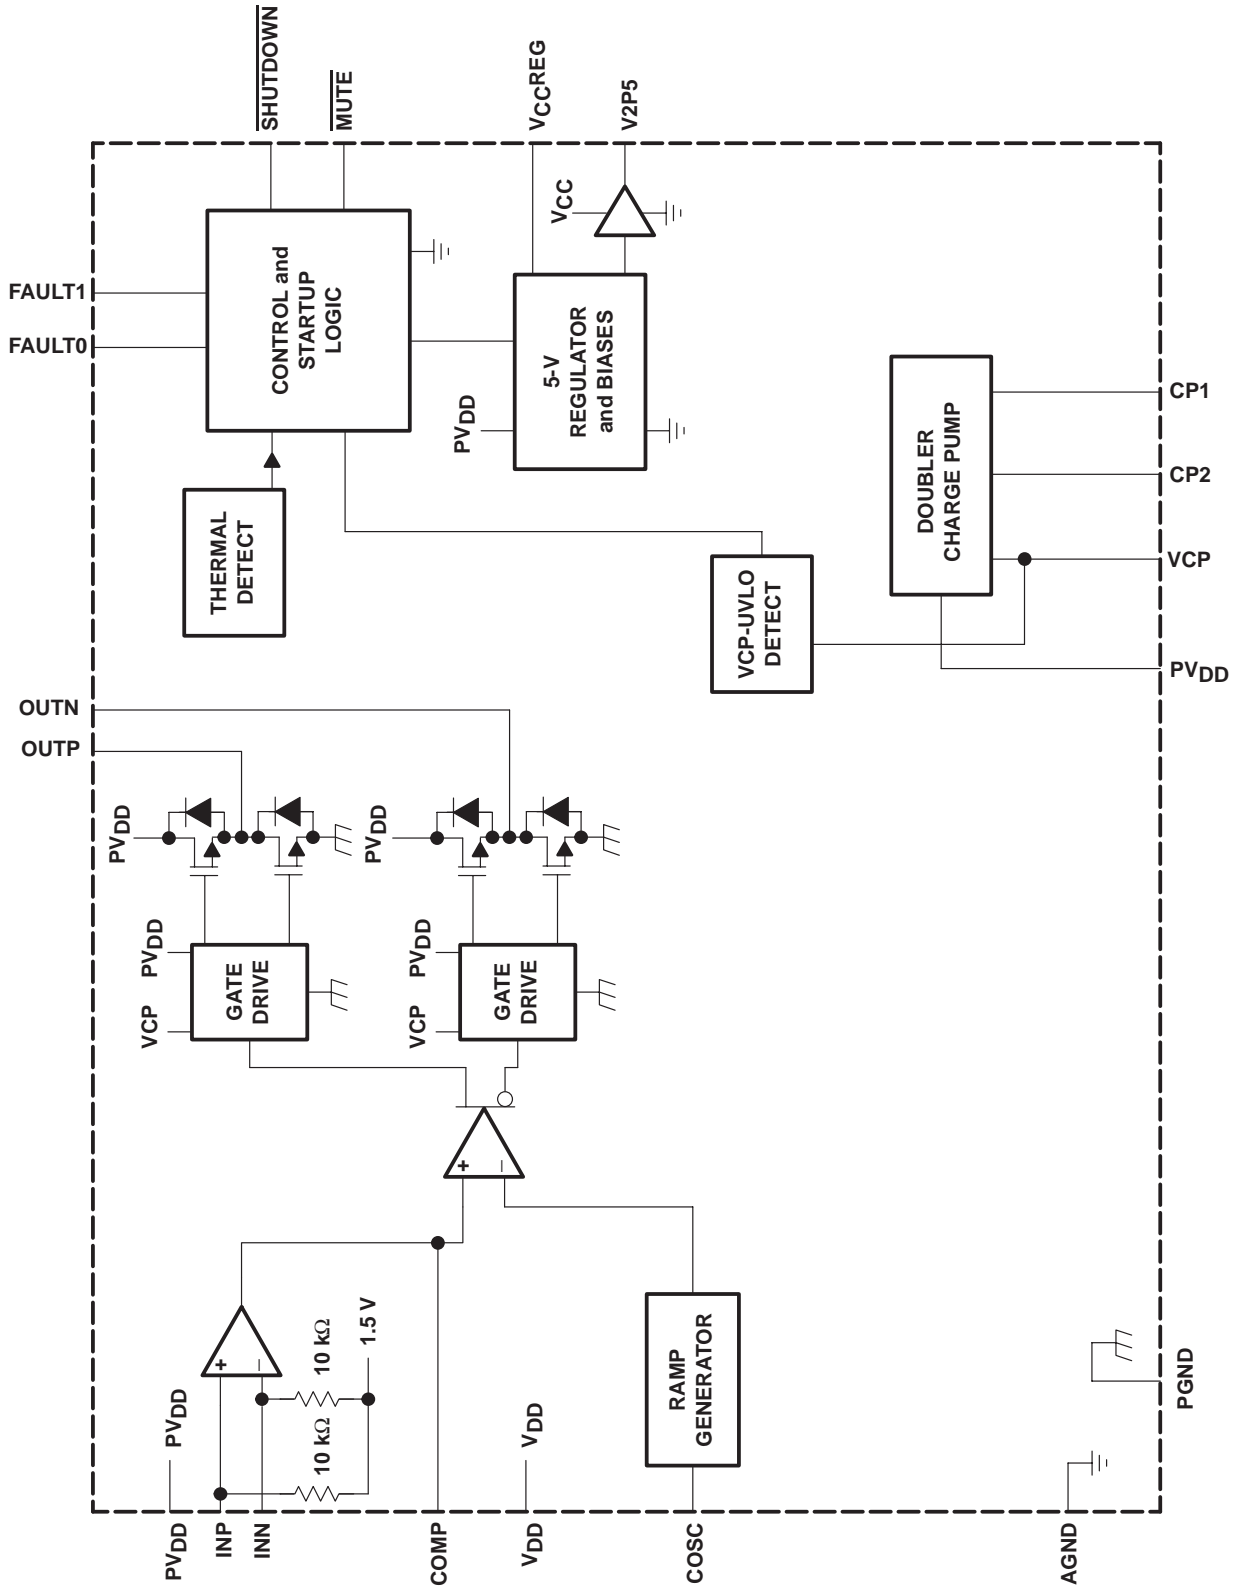 SHUTDOWN
MUTE
VCCREG
V2P5
VCC
FAULT1
FAULT0
CONTROL and
STARTUP
LOGIC
5-V
REGULATOR
and BIASES
PVDD
THERMAL
DETECT
DOUBLER
CHARGE PUMP
CP1
CP2
VCP
PVDD
VCP-UVLO
DETECT
OUTN
OUTP
PVDD
PVDD
PVDD
VCP
GATE
DRIVE
PVDD
VCP
GATE
DRIVE
+
–
+
–
10 kΩ
10 kΩ
1.5 V
PVDD
VDD
RAMP
GENERATOR
PVDD
INP
INN
COMP
VDD
COSC
AGND
PGND